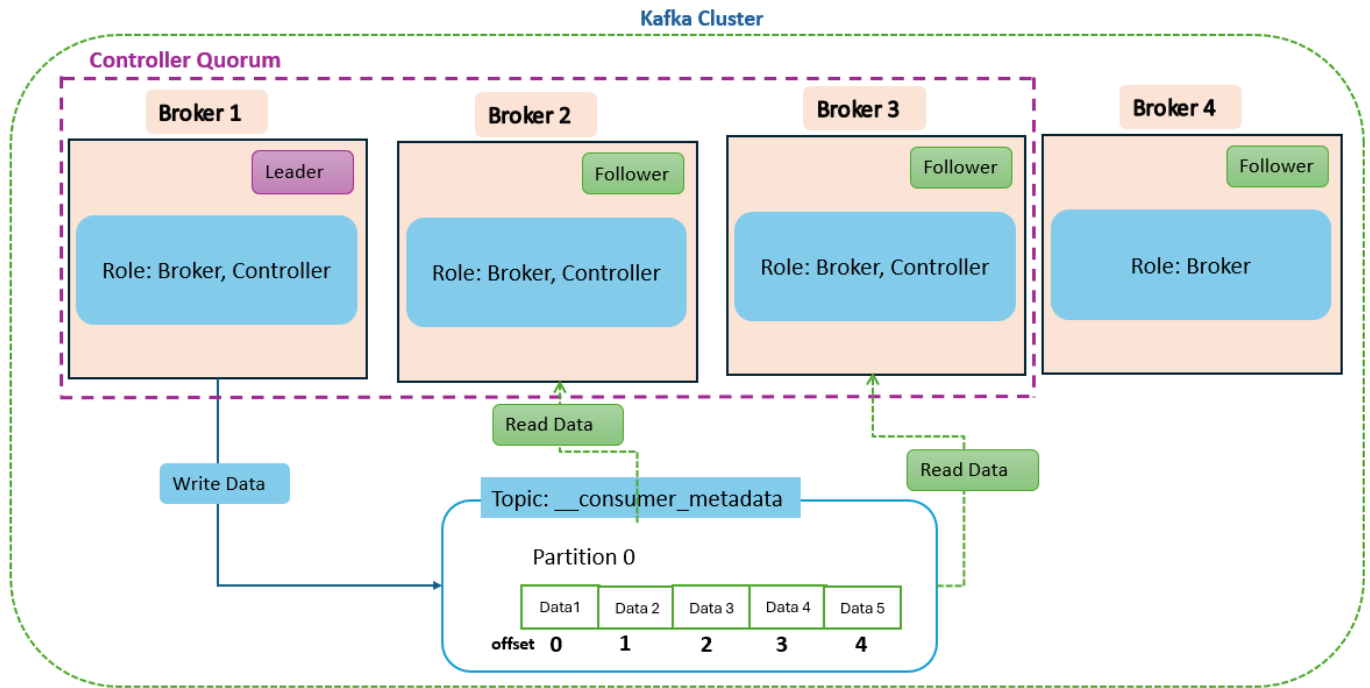 Kafka Cluster
Controller Quorum
Broker 1
Broker 2
Broker 3
Broker 4
Leader
Follower
Follower
Follower
Role: Broker, Controller
Role: Broker, Controller
Role: Broker, Controller
Role: Broker
Read Data
Read Data
Write Data
Topic: __consumer_metadata
Partition 0
Data1 Data 2 Data 3 Data 4 Data 5
offset 0 1 2 3 4